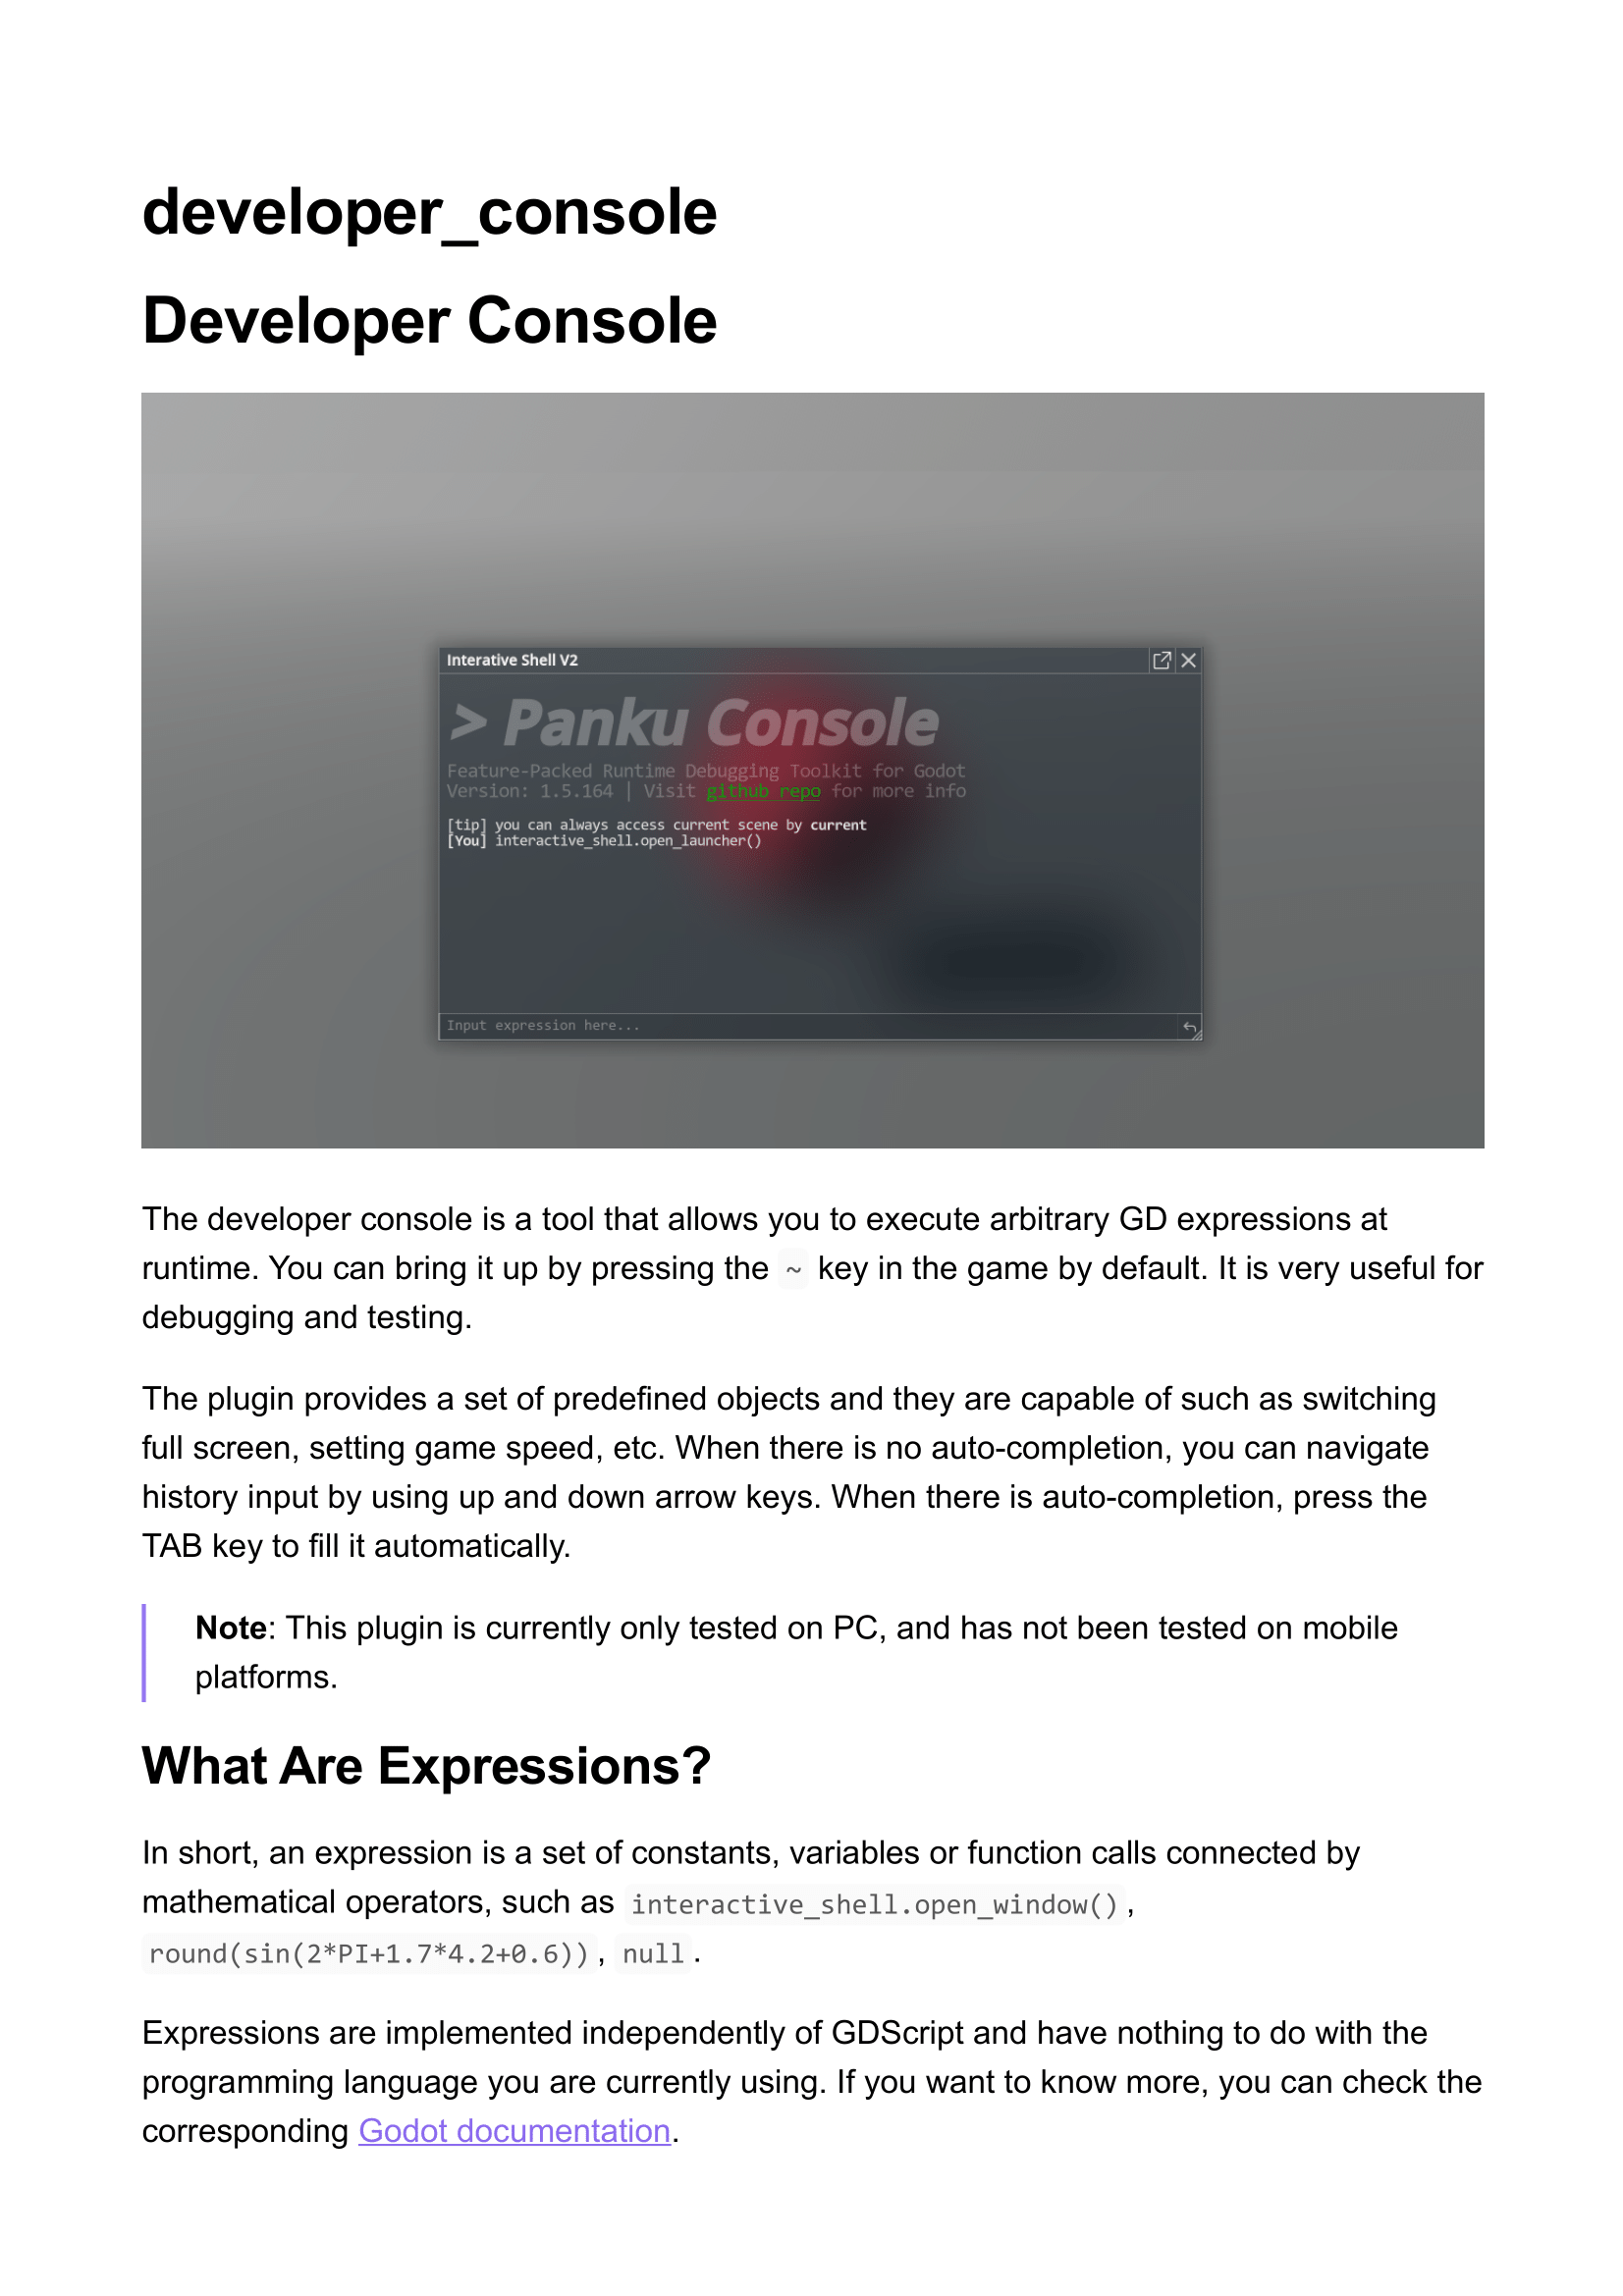 developer_console
Developer Console
Interative Shell V2
> Panku Console
Feature-Packed Runtime Debugging Toolkit for Godot
Version: 1.5.164 | Visit github repo for more info
[tip] you can always access current scene by current
[You] interactive_shell.open_launcher()
Input expression here...
The developer console is a tool that allows you to execute arbitrary GD expressions at
runtime. You can bring it up by pressing the ~ key in the game by default. It is very useful for
debugging and testing.
The plugin provides a set of predefined objects and they are capable of such as switching
full screen, setting game speed, etc. When there is no auto-completion, you can navigate
history input by using up and down arrow keys. When there is auto-completion, press the
TAB key to fill it automatically.
Note: This plugin is currently only tested on PC, and has not been tested on mobile
platforms.
What Are Expressions?
In short, an expression is a set of constants, variables or function calls connected by
mathematical operators, such as interactive_shell.open_window(),
round(sin(2*PI+1.7*4.2+0.6)), null.
Expressions are implemented independently of GDScript and have nothing to do with the
programming language you are currently using. If you want to know more, you can check the
corresponding Godot documentation.